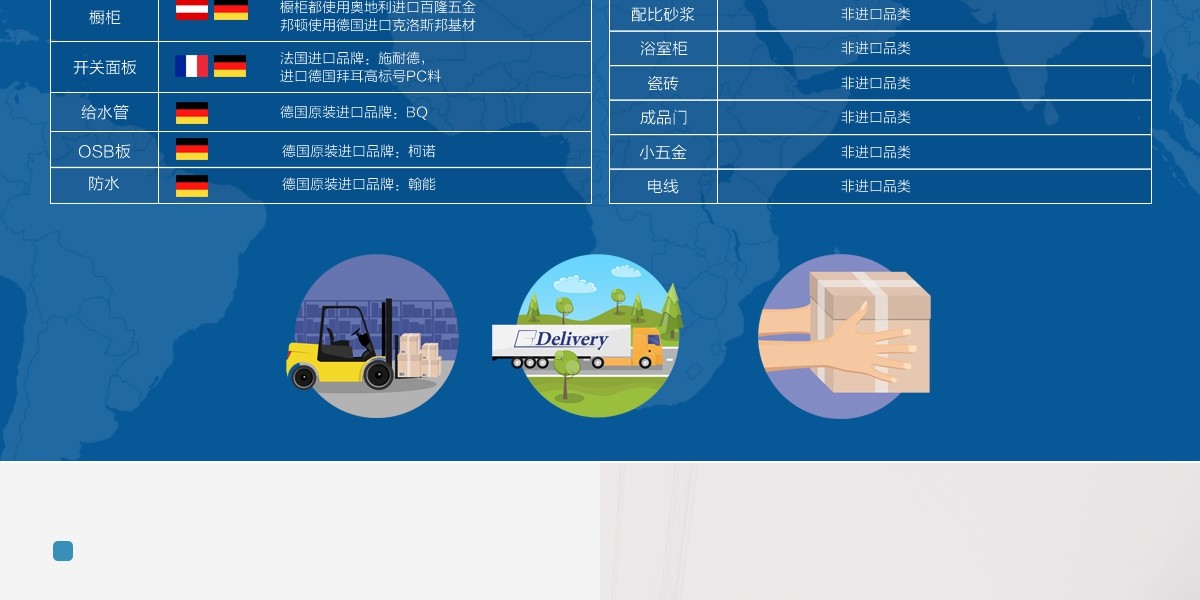 橱柜
橱柜都使用奥地利进口百隆五金
邦顿使用德国进口克洛斯邦基材
开关面板
法国进口品牌：施耐德，
进口德国拜耳高标号PC料
给水管
德国原装进口品牌：BQ
OSB板
德国原装进口品牌：柯诺
防水
德国原装进口品牌：翰能
配比砂浆
非进口品类
浴室柜
非进口品类
瓷砖
非进口品类
成品门
非进口品类
小五金
非进口品类
电线
非进口品类
Delivery